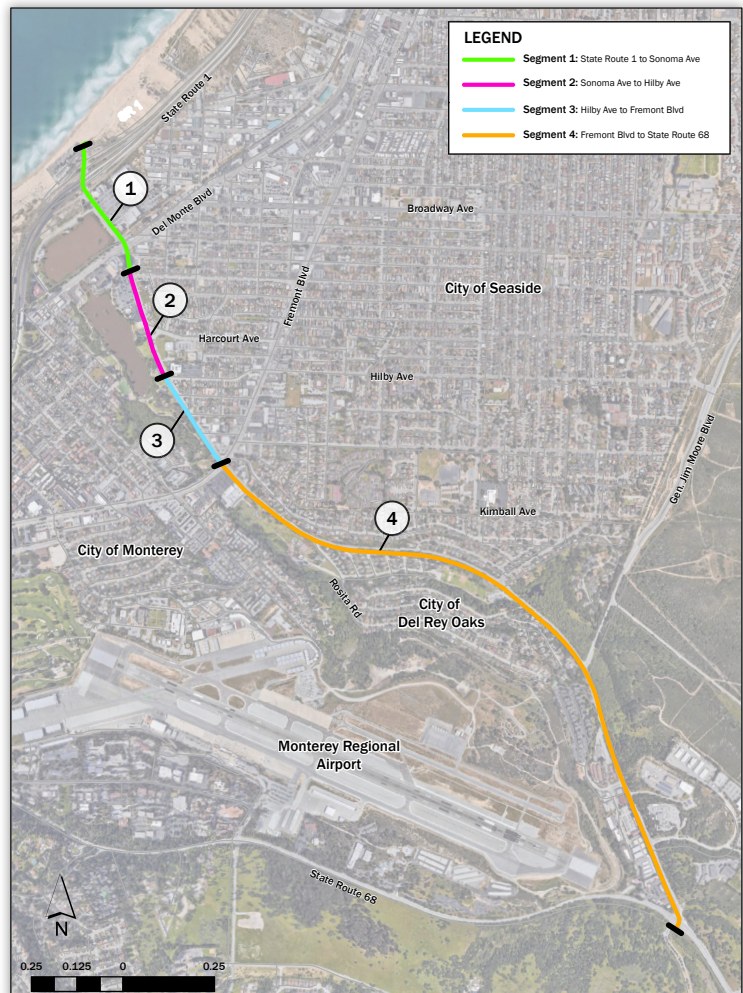 LEGEND
Segment 1: State Route 1 to Sonoma Ave
Segment 2: Sonoma Ave to Hilby Ave
Segment 3: Hilby Ave to Fremont Blvd
Segment 4: Fremont Blvd to State Route 68
State Route 1
1
Del Monte Blvd
Broadway Ave
Fremont Blvd
City of Seaside
2
Harcourt Ave
Hilby Ave
3
Gen. Jim Moore Blvd
4
Kimball Ave
City of Monterey
Rosita Rd
City of
Del Rey Oaks
Monterey Regional
Airport
State Route 68
N
0.25 0.125 0 0.25